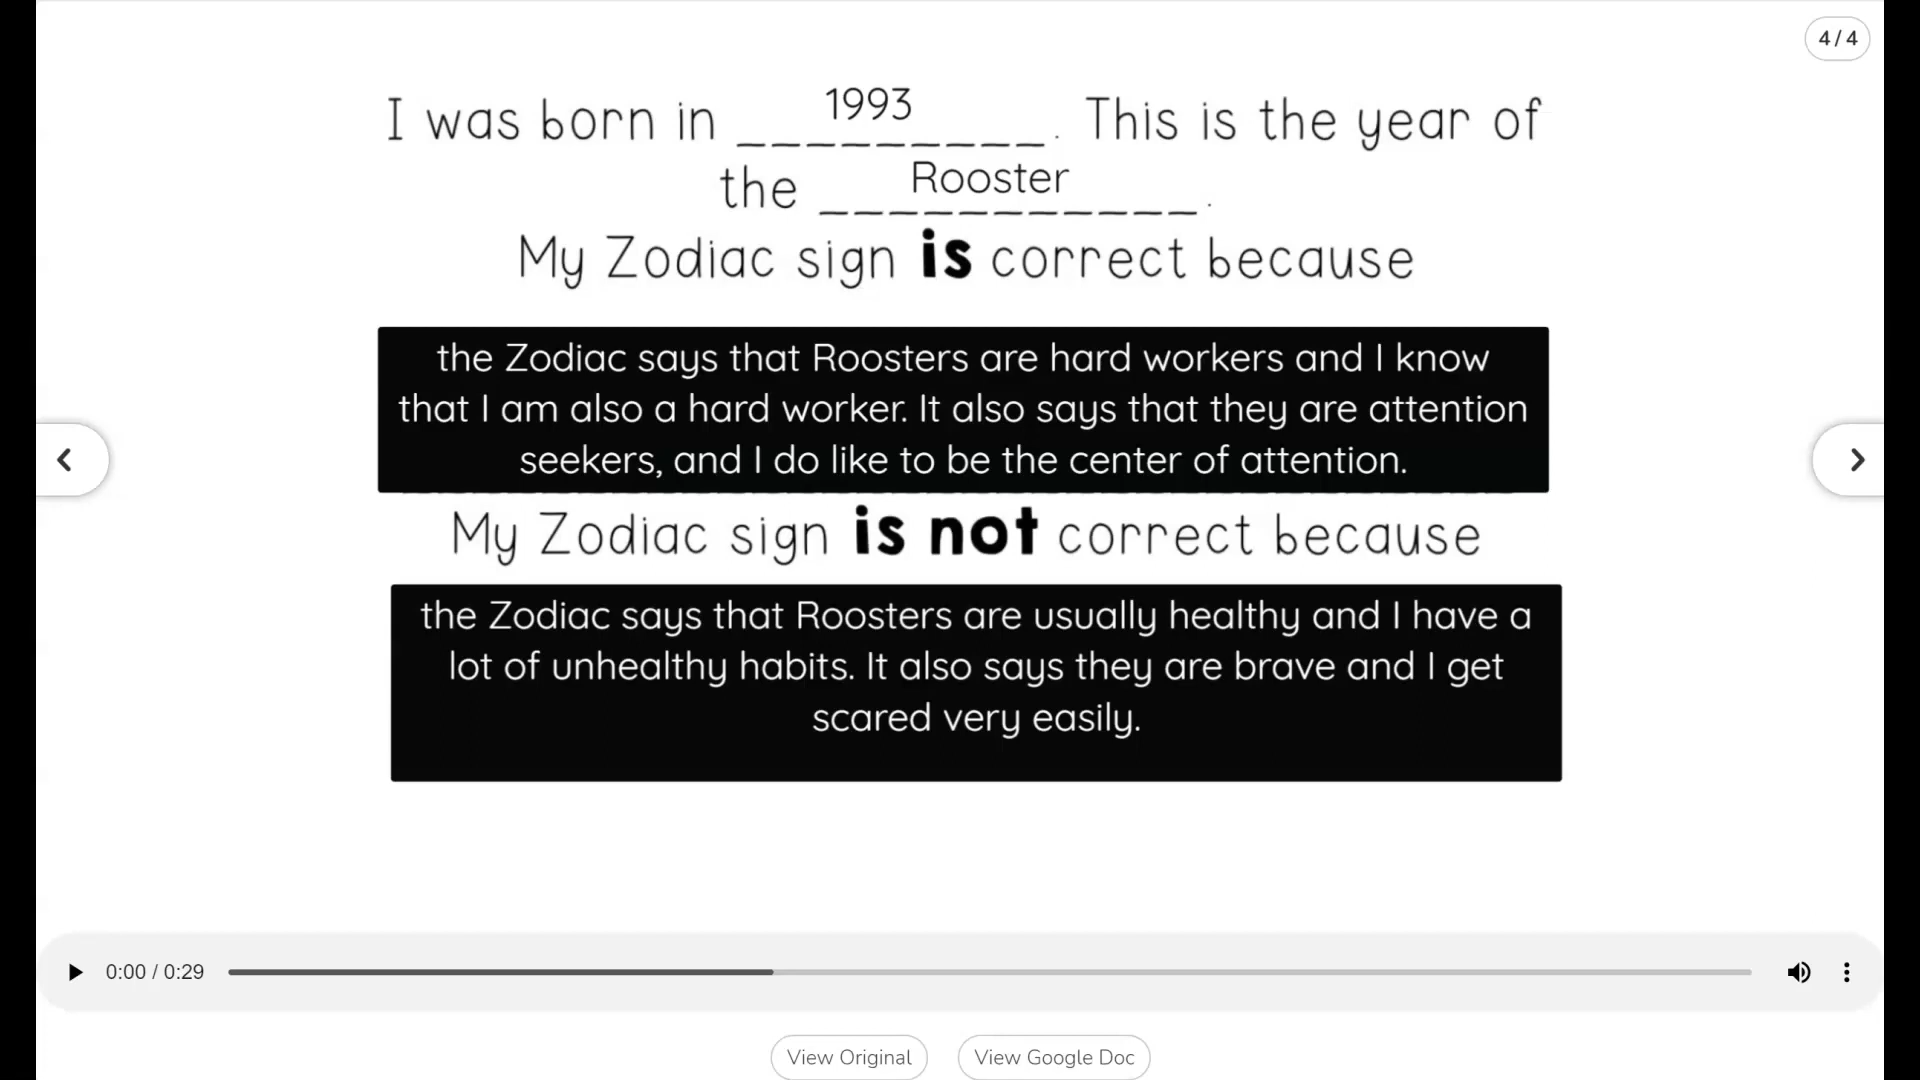 4 / 4
I was born in 1993. This is the year of
the Rooster.
My Zodiac sign is correct because
the Zodiac says that Roosters are hard workers and I know
that I am also a hard worker. It also says that they are attention
seekers, and I do like to be the center of attention.
My Zodiac sign is not correct because
the Zodiac says that Roosters are usually healthy and I have a
lot of unhealthy habits. It also says they are brave and I get
scared very easily.
0:00 / 0:29
View Original View Google Doc